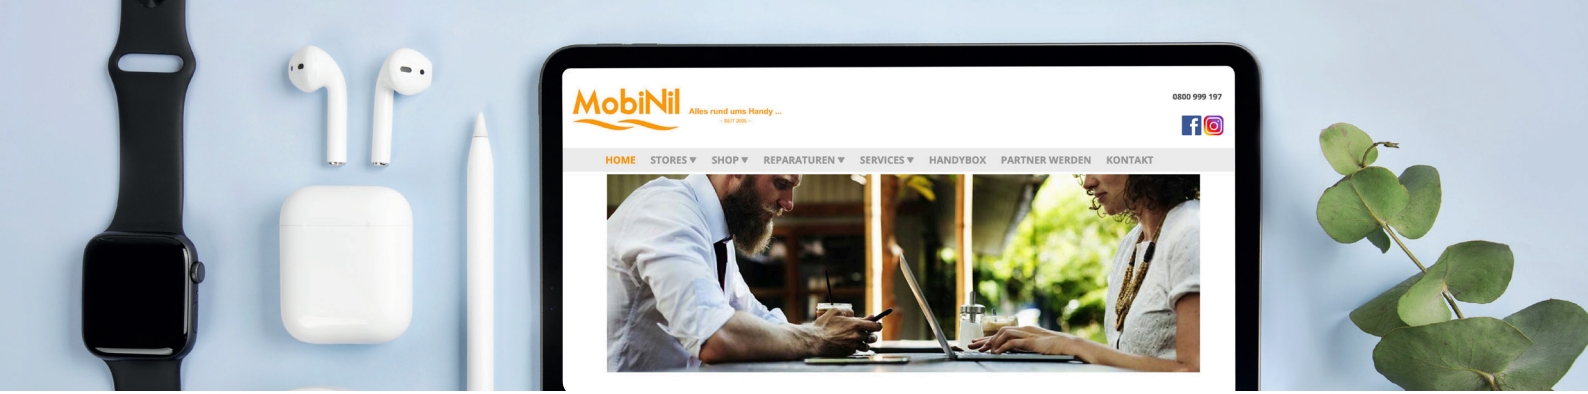 MobiNil
Alles rund ums Handy ...
0800 999 197
HOME STORES SHOP REPARATUREN SERVICES HANDYBOX PARTNER WERDEN KONTAKT